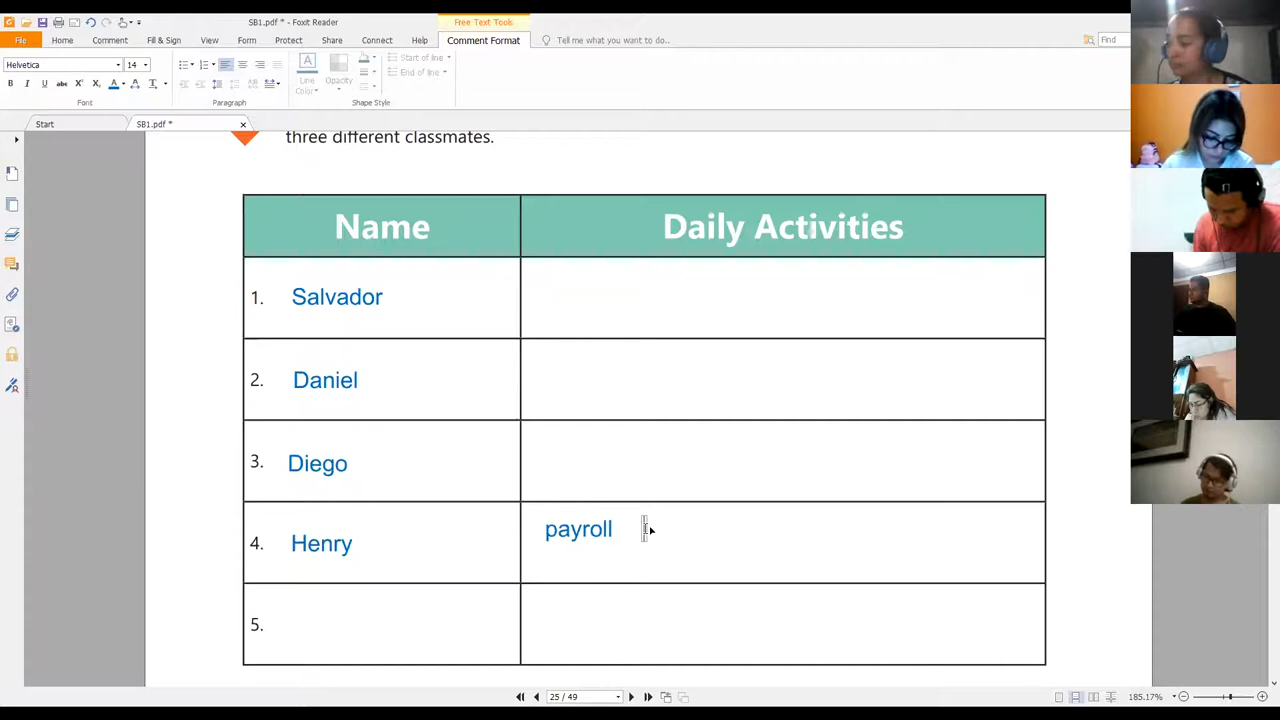 SB1.pdf * - Foxit Reader
Free Text Tools
File Home Comment Fill & Sign View Form Protect Share Connect Help Comment Format Tell me what you want to do.. Find
Helvetica 14
Line Color
Opacity
Start of line
End of line
Font Paragraph Shape Style
Start SB1.pdf *
three different classmates.
Name Daily Activities
1. Salvador
2. Daniel
3. Diego
4. Henry payroll
5.
25 / 49
185.17%